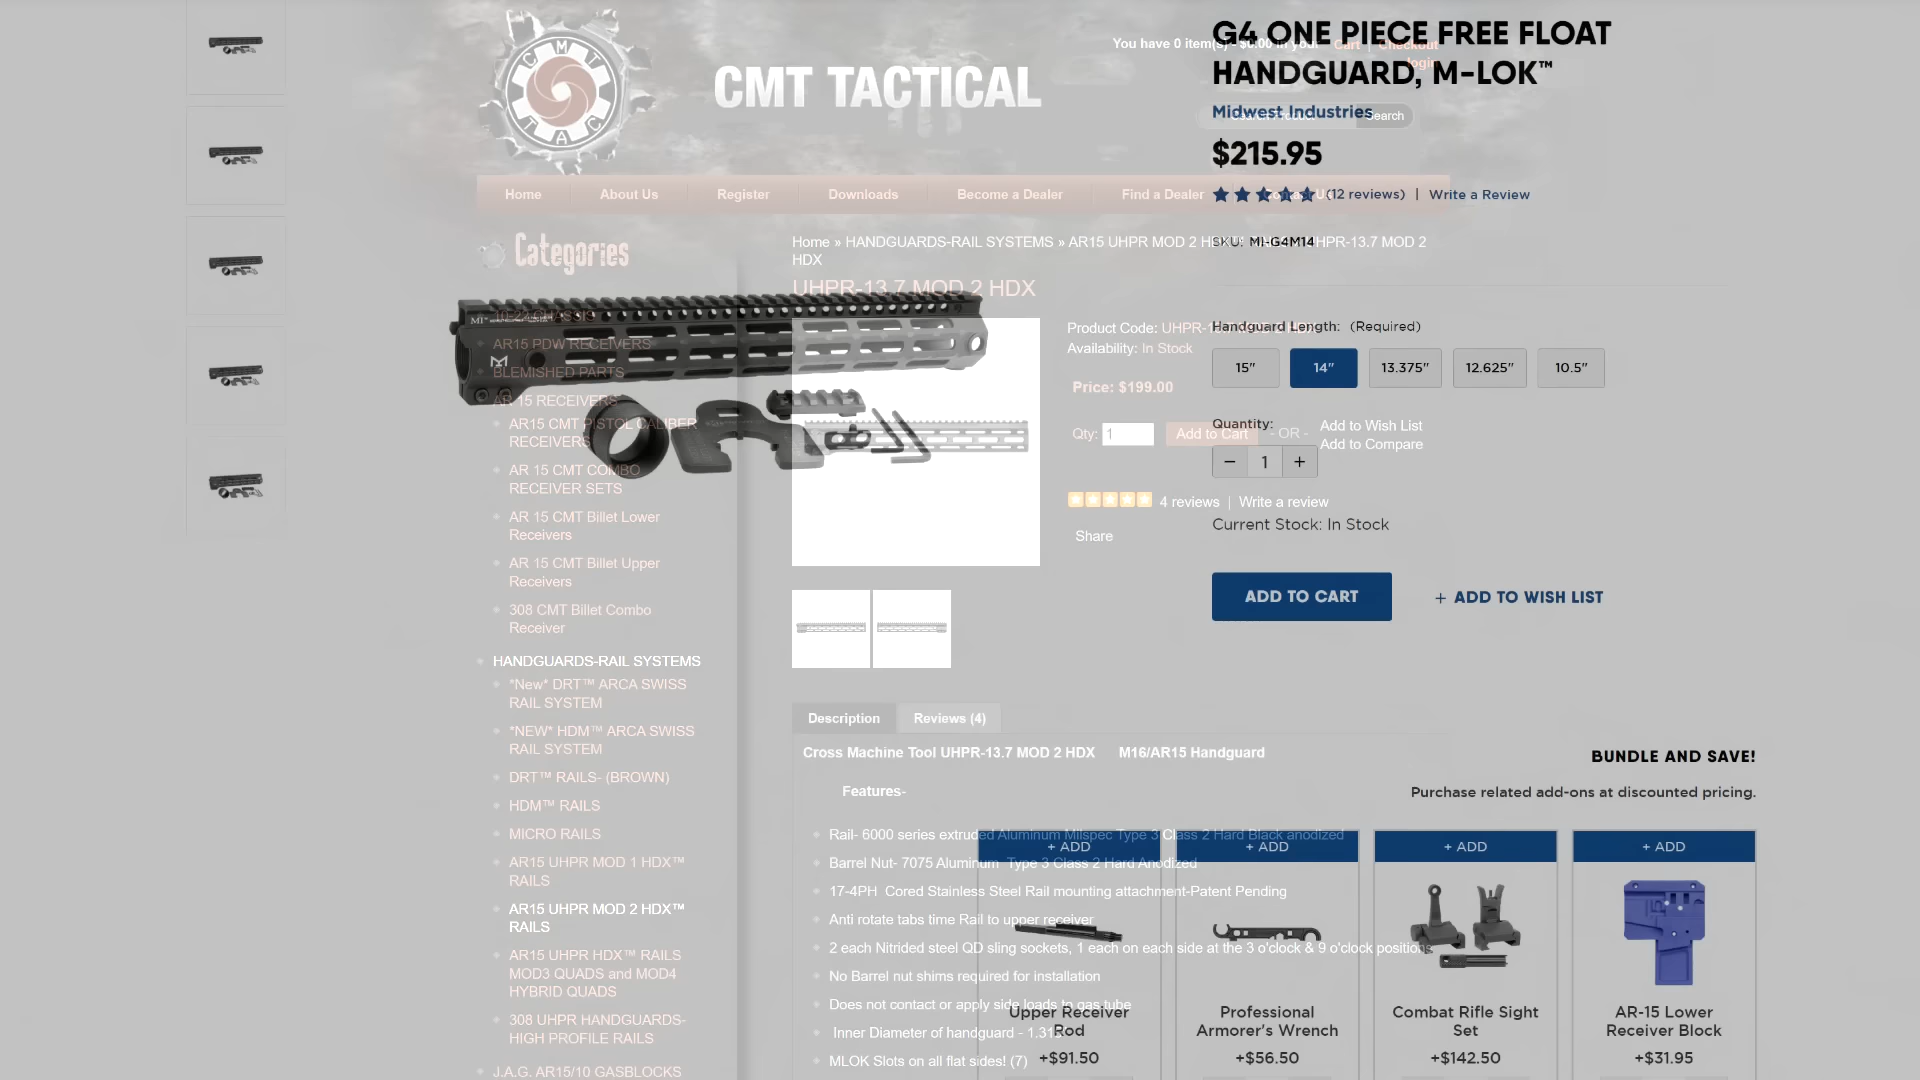 CMT TACTICAL
C M T
T A C
You have 0 item(s) - $0.00 in your Cart | Checkout
login
Search
Home
About Us
Register
Downloads
Become a Dealer
Find a Dealer
Categories
10-22 CHASSIS
AR15 PDW RECEIVERS
BLEMISHED PARTS
AR 15 RECEIVERS
AR15 CMT PISTOL CALIBER
RECEIVERS
AR 15 CMT COMBO
RECEIVER SETS
AR 15 CMT Billet Lower
Receivers
AR 15 CMT Billet Upper
Receivers
308 CMT Billet Combo
Receiver
HANDGUARDS-RAIL SYSTEMS
*New* DRT™ ARCA SWISS
RAIL SYSTEM
*NEW* HDM™ ARCA SWISS
RAIL SYSTEM
DRT™ RAILS- (BROWN)
HDM™ RAILS
MICRO RAILS
AR15 UHPR MOD 1 HDX™
RAILS
AR15 UHPR MOD 2 HDX™
RAILS
AR15 UHPR HDX™ RAILS
MOD3 QUADS and MOD4
HYBRID QUADS
308 UHPR HANDGUARDS-
HIGH PROFILE RAILS
J.A.G. AR15/10 GASBLOCKS
Home » HANDGUARDS-RAIL SYSTEMS » AR15 UHPR MOD 2 UHPR-13.7 MOD 2
HDX
UHPR-13.7 MOD 2 HDX
MI
M
Product Code: UHPR-
Availability: In Stock
Price: $199.00
Qty: 1
Add to Cart
- OR -
Add to Wish List
Add to Compare
4 reviews | Write a review
Share
Description
Reviews (4)
Cross Machine Tool UHPR-13.7 MOD 2 HDX M16/AR15 Handguard
Features-
Rail- 6000 series extruded Aluminum Milspec Type 3 Class 2 Hard Black anodized
Barrel Nut- 7075 Aluminum Type 3 Class 2 Hard Anodized
17-4PH Cored Stainless Steel Rail mounting attachment-Patent Pending
Anti rotate tabs time Rail to upper receiver
2 each Nitrided steel QD sling sockets, 1 each on each side at the 3 o'clock & 9 o'clock positions
No Barrel nut shims required for installation
Does not contact or apply side loads to gas tube
Inner Diameter of handguard - 1.31
MLOK Slots on all flat sides! (7)
G4 ONE PIECE FREE FLOAT
HANDGUARD, M-LOK™
Midwest Industries
$215.95
(12 reviews) | Write a Review
SKU: MI-G4M14
Handguard Length: (Required)
15"
14"
13.375"
12.625"
10.5"
Quantity:
− 1 +
Current Stock: In Stock
ADD TO CART
+ ADD TO WISH LIST
BUNDLE AND SAVE!
Purchase related add-ons at discounted pricing.
+ ADD
+ ADD
+ ADD
+ ADD
Upper Receiver
Rod
+$91.50
Professional
Armorer's Wrench
+$56.50
Combat Rifle Sight
Set
+$142.50
AR-15 Lower
Receiver Block
+$31.95